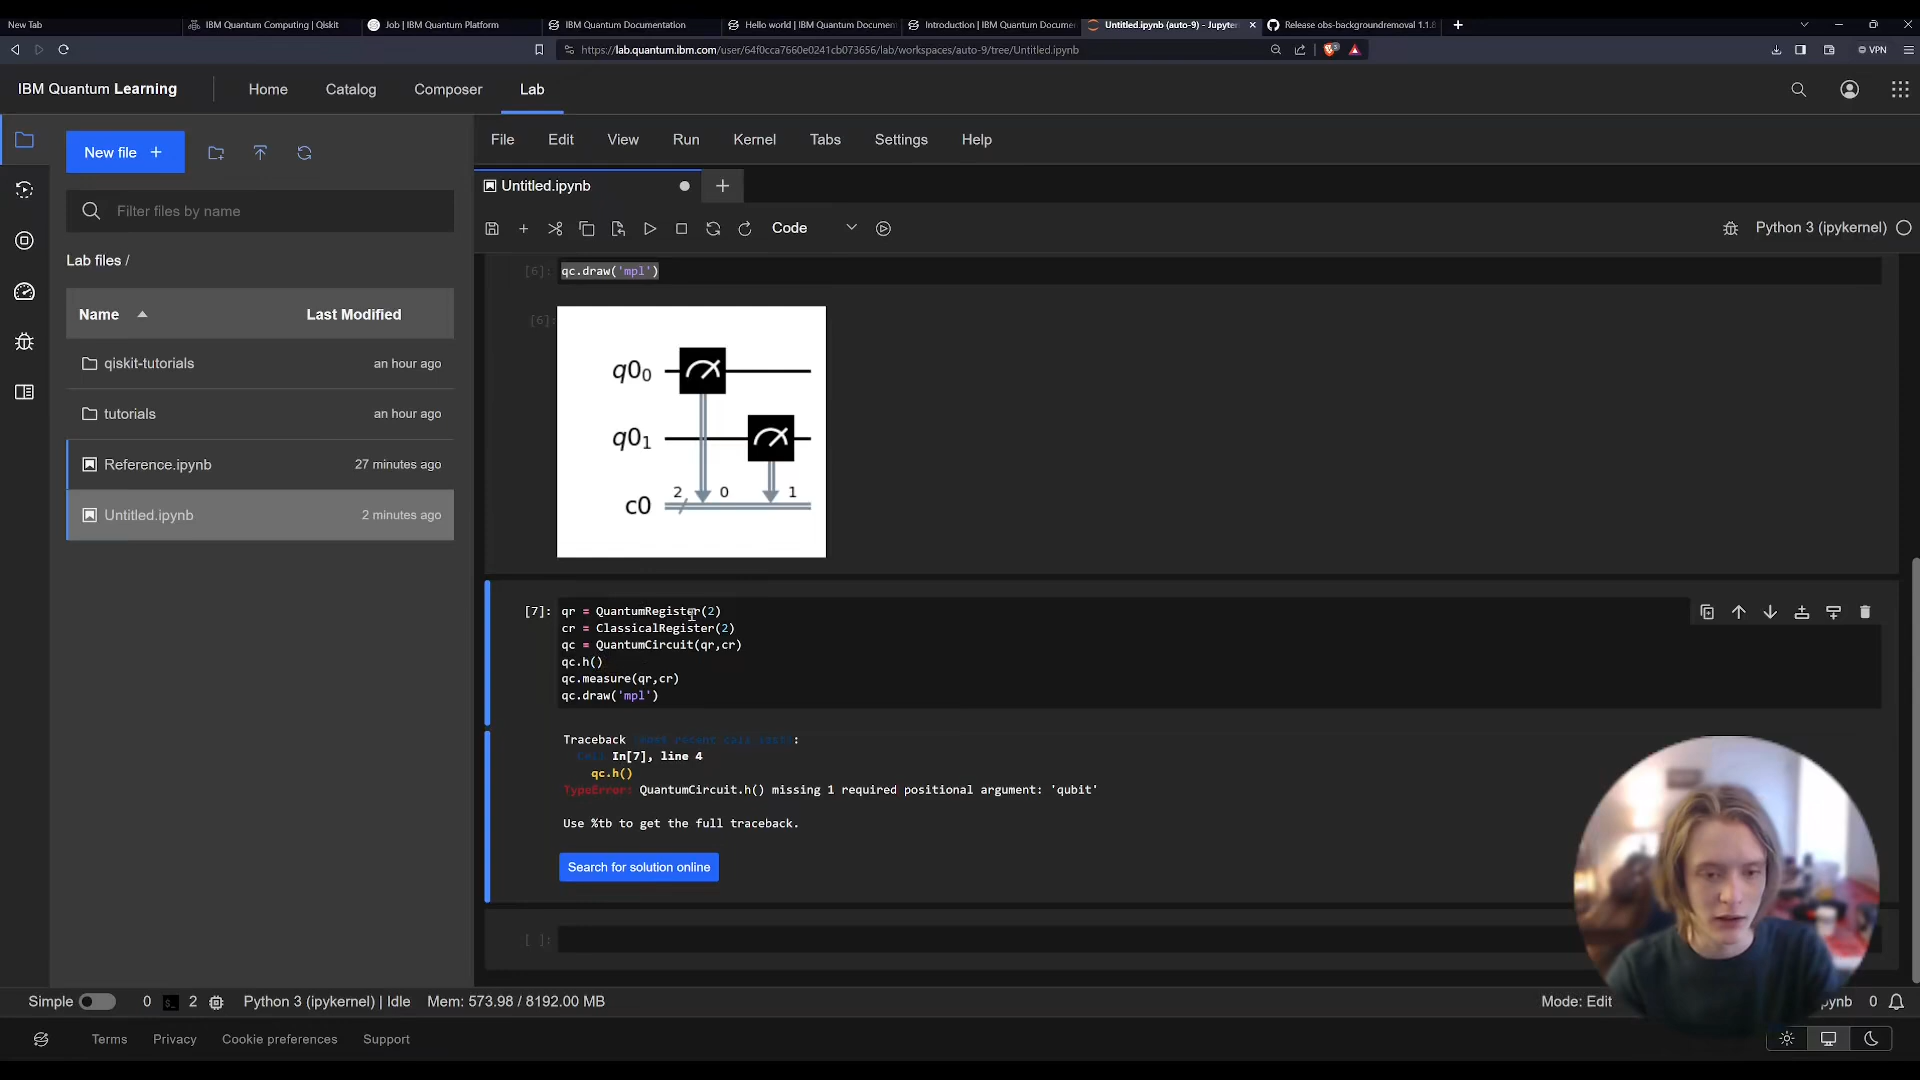 New Tab
IBM Quantum Computing | Qiskit
Job | IBM Quantum Platform
IBM Quantum Documentation
Hello world | IBM Quantum Documen
Introduction | IBM Quantum Docume
Untitled.ipynb (auto-9) - Jupyte
Release obs-backgroundremoval 1.1.
https://lab.quantum.ibm.com/user/64f0cca7660e0241cb073656/lab/workspaces/auto-9/tree/Untitled.ipynb
VPN
IBM Quantum Learning
Home
Catalog
Composer
Lab
New file +
File
Edit
View
Run
Kernel
Tabs
Settings
Help
Untitled.ipynb
Filter files by name
Code
Python 3 (ipykernel)
Lab files /
Name
Last Modified
qiskit-tutorials
an hour ago
tutorials
an hour ago
Reference.ipynb
27 minutes ago
Untitled.ipynb
2 minutes ago
[6]:
qc.draw('mpl')
[6]:
q0₀
q0₁
c0
2
0
1
[7]:
qr = QuantumRegister(2)
cr = ClassicalRegister(2)
qc = QuantumCircuit(qr,cr)
qc.h()
qc.measure(qr,cr)
qc.draw('mpl')
Traceback (most recent call last):
Cell In[7], line 4
qc.h()
TypeError: QuantumCircuit.h() missing 1 required positional argument: 'qubit'
Use %tb to get the full traceback.
Search for solution online
[ ]:
Simple
0
2
Python 3 (ipykernel) | Idle
Mem: 573.98 / 8192.00 MB
Mode: Edit
pynb
0
Terms
Privacy
Cookie preferences
Support